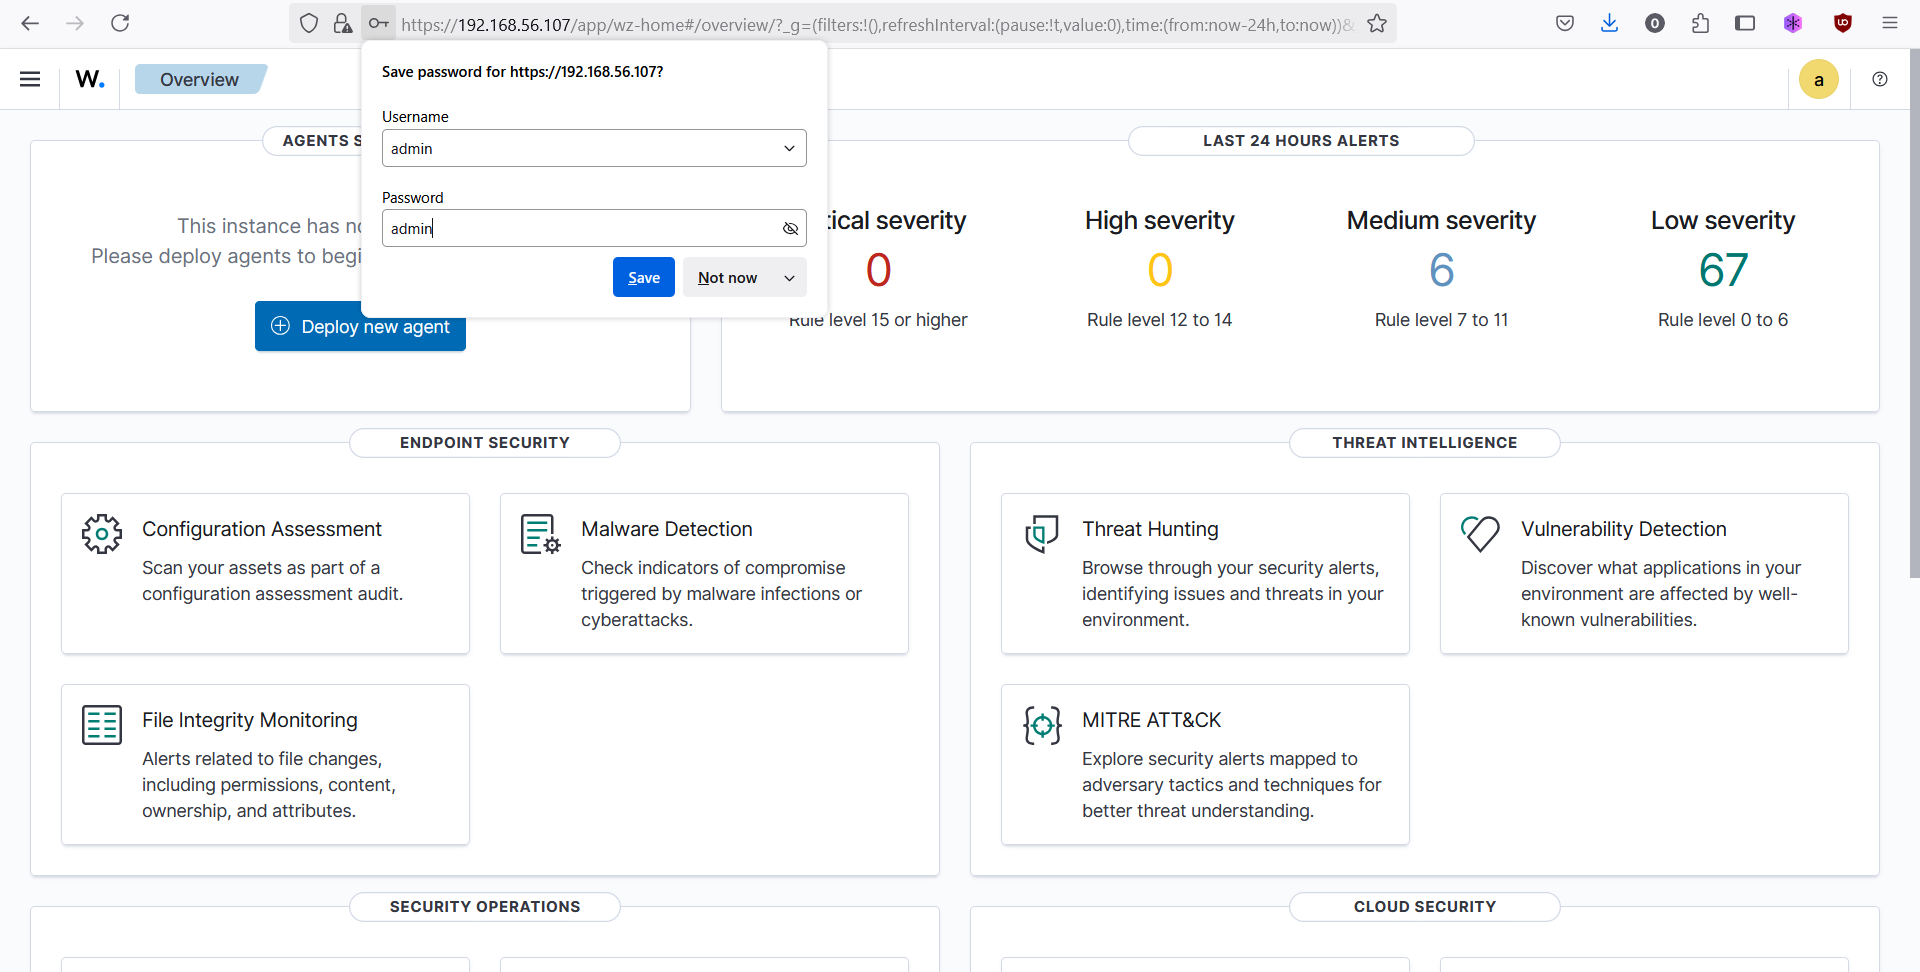 https://192.168.56.107/app/wz-home#/overview/?_g=(filters:!(),refreshInterval:(pause:!t,value:0),time:(from:now-24h,to:now))&
0
W.
Overview
a
Save password for https://192.168.56.107?
Username
admin
Password
admin
Save
Not now
AGENTS S
This instance has no
Please deploy agents to begi
Deploy new agent
LAST 24 HOURS ALERTS
tical severity
0
Rule level 15 or higher
High severity
0
Rule level 12 to 14
Medium severity
6
Rule level 7 to 11
Low severity
67
Rule level 0 to 6
ENDPOINT SECURITY
Configuration Assessment
Scan your assets as part of a
configuration assessment audit.
Malware Detection
Check indicators of compromise
triggered by malware infections or
cyberattacks.
File Integrity Monitoring
Alerts related to file changes,
including permissions, content,
ownership, and attributes.
THREAT INTELLIGENCE
Threat Hunting
Browse through your security alerts,
identifying issues and threats in your
environment.
Vulnerability Detection
Discover what applications in your
environment are affected by well-
known vulnerabilities.
MITRE ATT&CK
Explore security alerts mapped to
adversary tactics and techniques for
better threat understanding.
SECURITY OPERATIONS
CLOUD SECURITY